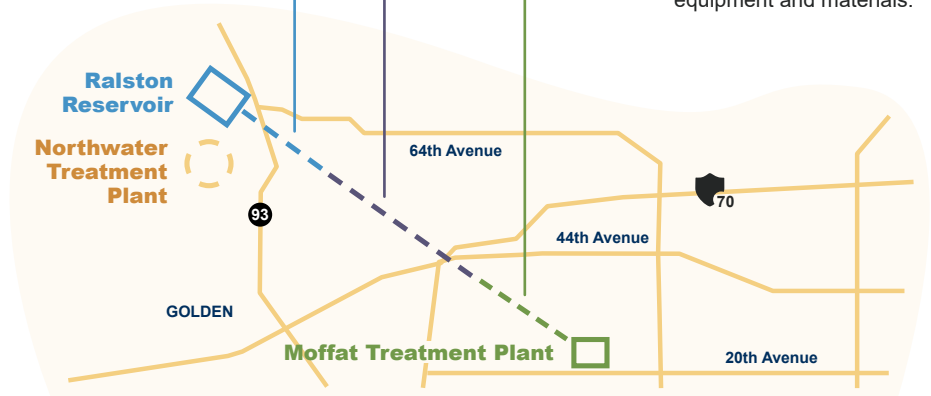 equipment and materials.
Ralston
Reservoir
Northwater
Treatment
Plant
64th Avenue
70
93
44th Avenue
GOLDEN
Moffat Treatment Plant
20th Avenue